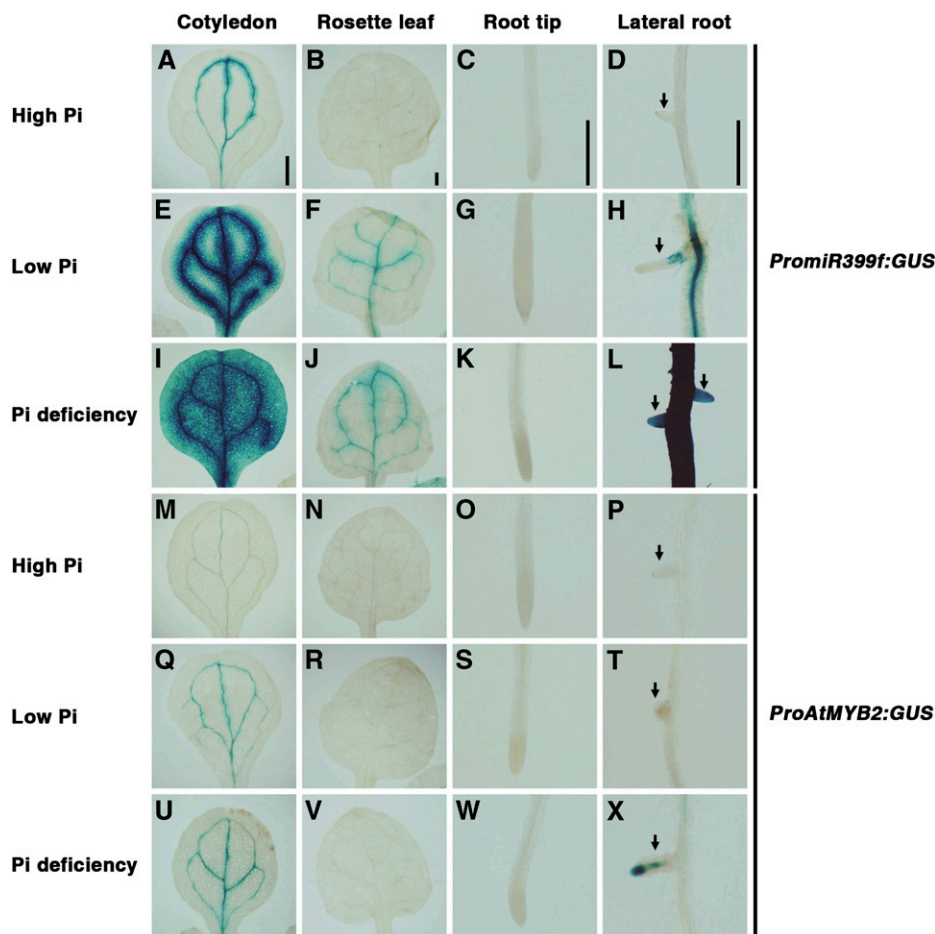 Cotyledon Rosette leaf Root tip Lateral root
A B C D
High Pi
E F G H
Low Pi
PromiR399f:GUS
I J K L
Pi deficiency
M N O P
High Pi
Q R S T
Low Pi
ProAtMYB2:GUS
U V W X
Pi deficiency